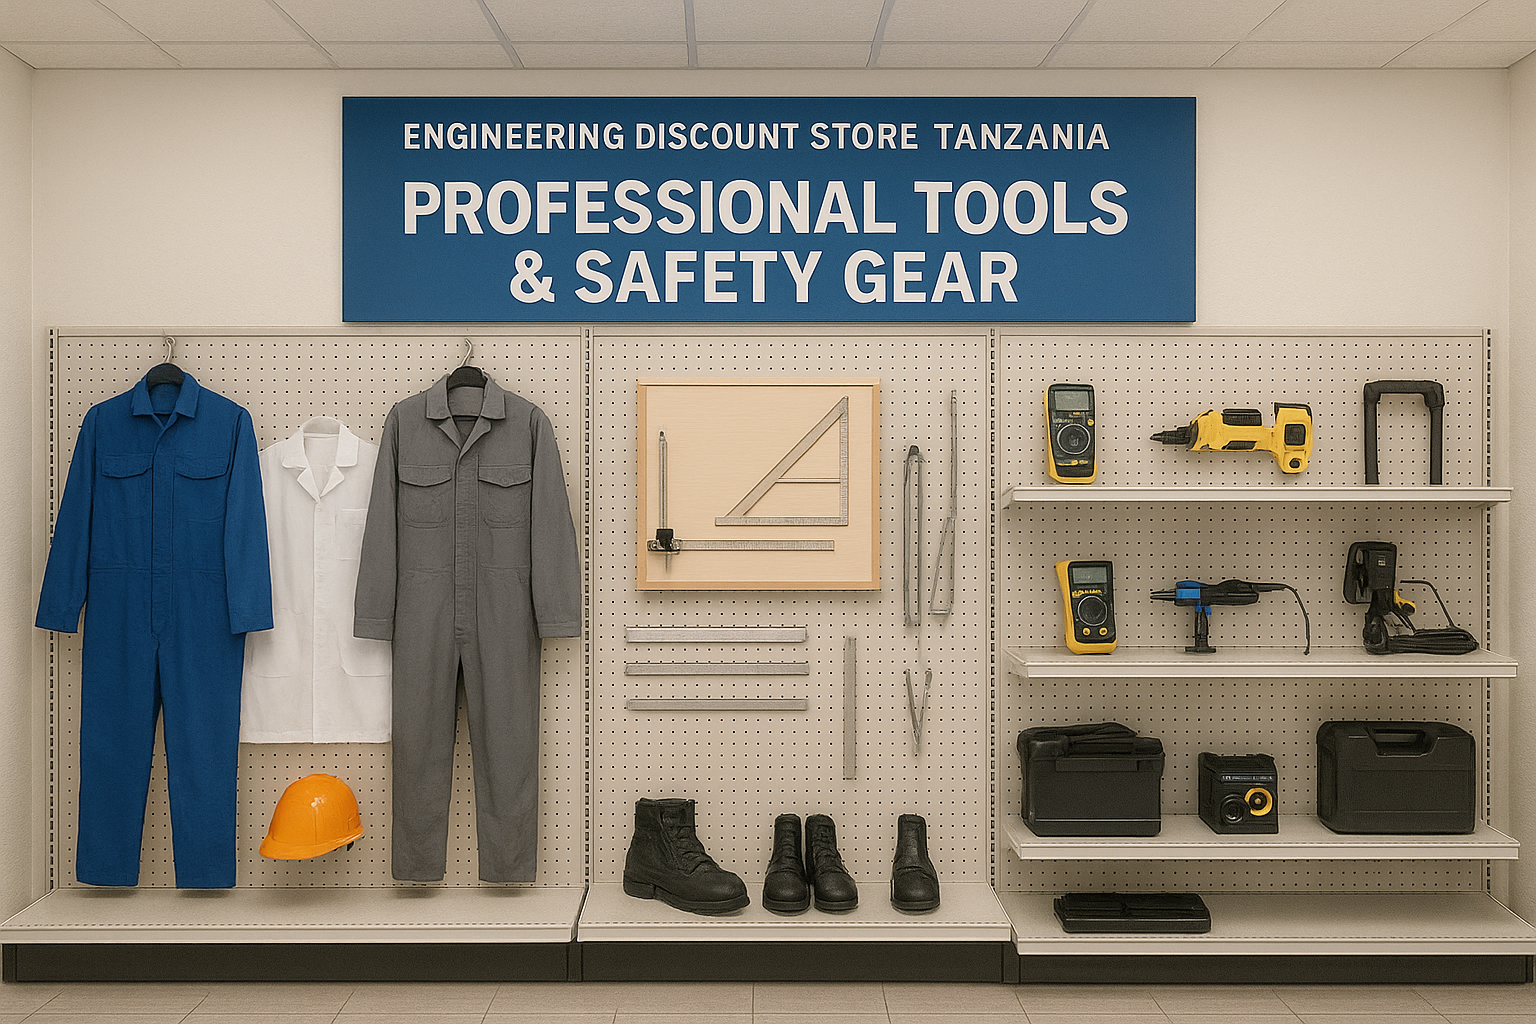 ENGINEERING DISCOUNT STORE TANZANIA
PROFESSIONAL TOOLS
& SAFETY GEAR